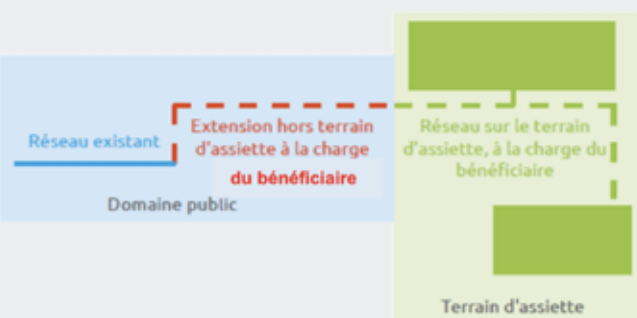 Réseau existant
Extension hors terrain
d'assiette à la charge
du bénéficiaire
Domaine public
Réseau sur le terrain
d'assiette, à la charge du
bénéficiaire
Terrain d'assiette